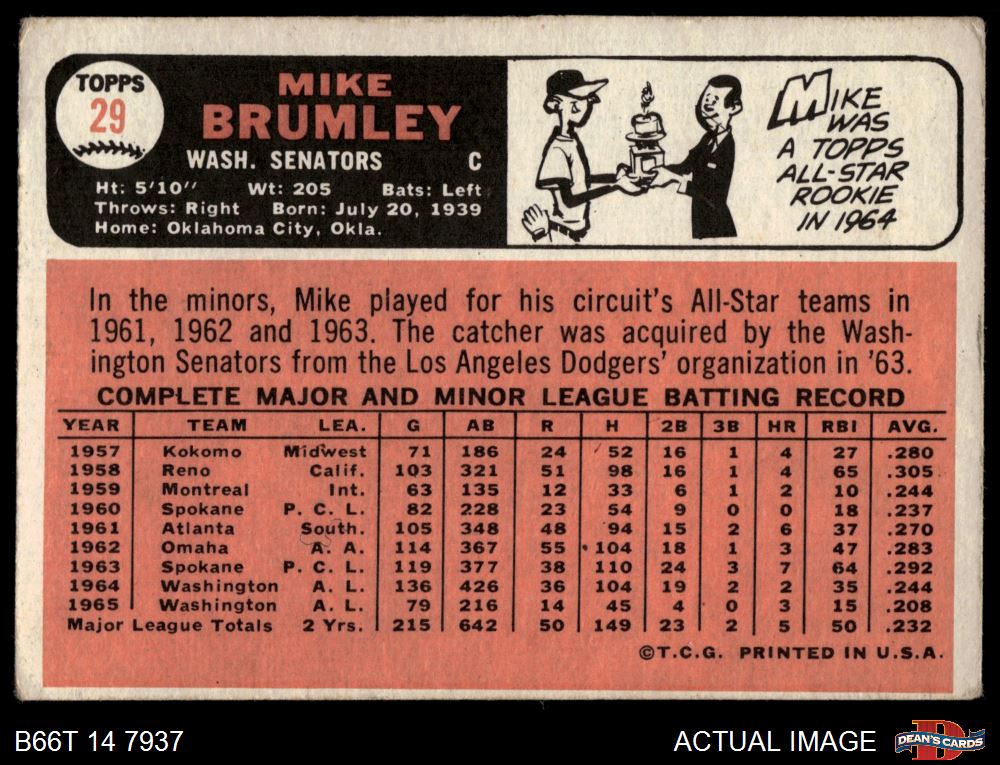 TOPPS
29
MIKE
BRUMLEY
WASH. SENATORS C
Ht: 5'10" Wt: 205 Bats: Left
Throws: Right Born: July 20, 1939
Home: Oklahoma City, Okla.
MIKE
WAS
A TOPPS
ALL-STAR
ROOKIE
IN 1964
In the minors, Mike played for his circuit's All-Star teams in
1961, 1962 and 1963. The catcher was acquired by the Wash-
ington Senators from the Los Angeles Dodgers' organization in '63.
COMPLETE MAJOR AND MINOR LEAGUE BATTING RECORD
YEAR TEAM LEA. G AB R H 2B 3B HR RBI AVG.
1957 Kokomo Midwest 71 186 24 52 16 1 4 27 .280
1958 Reno Calif. 103 321 51 98 16 1 4 65 .305
1959 Montreal Int. 63 135 12 33 6 1 2 10 .244
1960 Spokane P. C. L. 82 228 23 54 9 0 0 18 .237
1961 Atlanta South. 105 348 48 94 15 2 6 37 .270
1962 Omaha A. A. 114 367 55 104 18 1 3 47 .283
1963 Spokane P. C. L. 119 377 38 110 24 3 7 64 .292
1964 Washington A. L. 136 426 36 104 19 2 2 35 .244
1965 Washington A. L. 79 216 14 45 4 0 3 15 .208
Major League Totals 2 Yrs. 215 642 50 149 23 2 5 50 .232
©T.C.G. PRINTED IN U.S.A.
B66T 14 7937 ACTUAL IMAGE DEAN'S CARDS